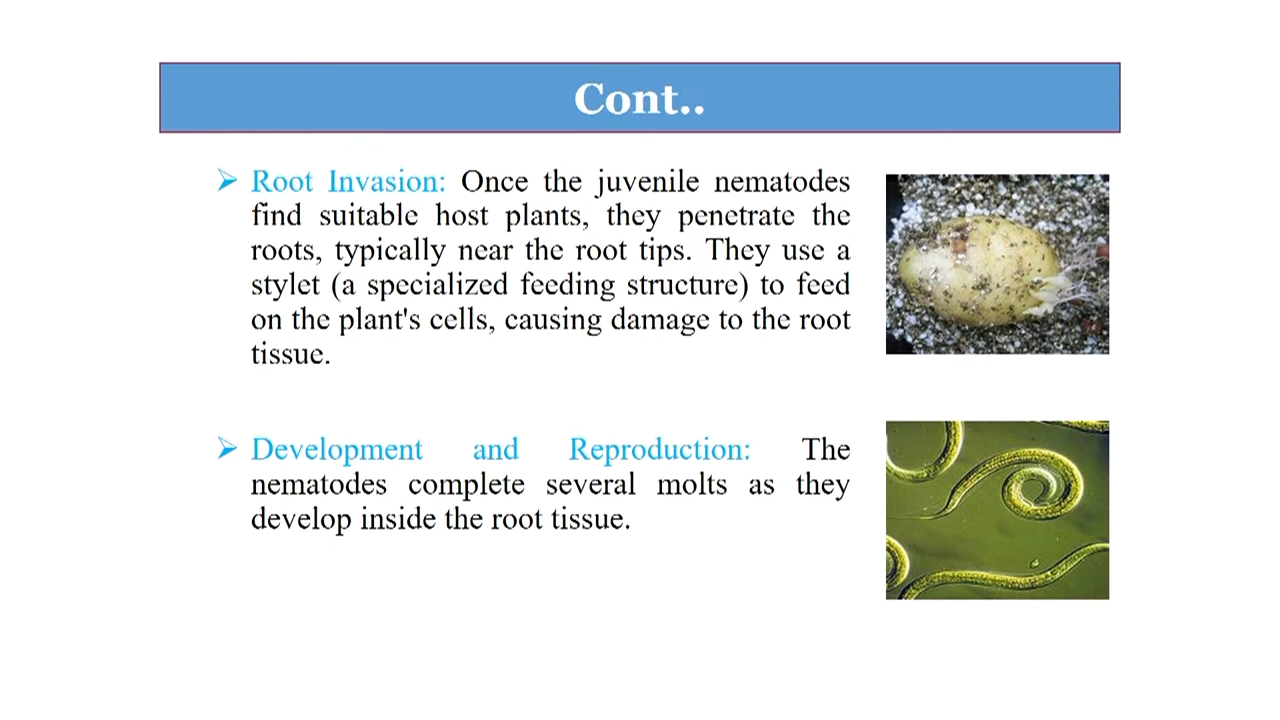 Cont..
➢ Root Invasion: Once the juvenile nematodes
find suitable host plants, they penetrate the
roots, typically near the root tips. They use a
stylet (a specialized feeding structure) to feed
on the plant's cells, causing damage to the root
tissue.
➢ Development and Reproduction: The
nematodes complete several molts as they
develop inside the root tissue.